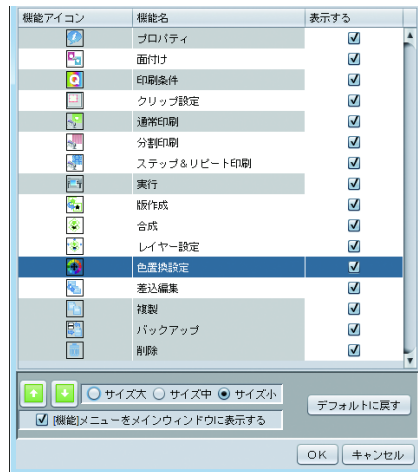 機能アイコン 機能名 表示する
プロパティ
面付け
印刷条件
クリップ設定
通常印刷
分割印刷
ステップ&リピート印刷
実行
版作成
合成
レイヤー設定
色置換設定
差込編集
複製
バックアップ
削除
サイズ大 サイズ中 サイズ小
デフォルトに戻す
[機能]メニューをメインウィンドウに表示する
OK キャンセル